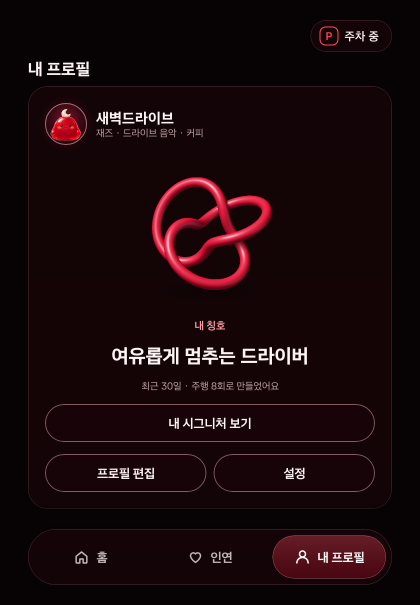 P 주차 중
내 프로필
새벽드라이브
재즈 · 드라이브 음악 · 커피
내 칭호
여유롭게 멈추는 드라이버
최근 30일 · 주행 8회로 만들었어요
내 시그니처 보기
프로필 편집 설정
홈 인연 내 프로필